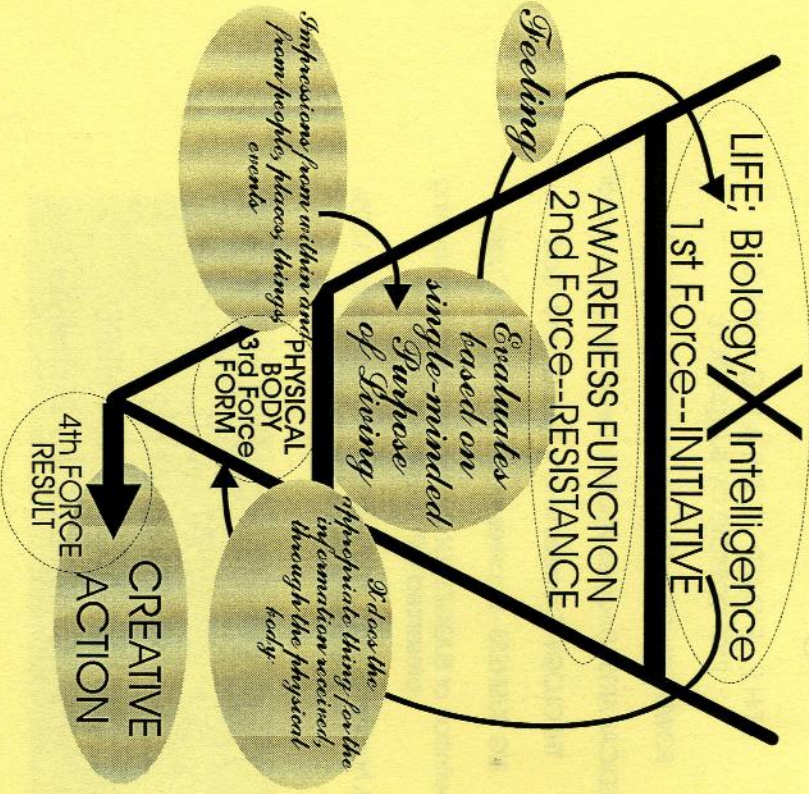 LIFE; Biology, X Intelligence
1st Force--INITIATIVE
AWARENESS FUNCTION
2nd Force--RESISTANCE
Feeling
Evaluates
based on
single-minded
Purpose
of Living
Impressions from within and
from people, places, things,
events
PHYSICAL
BODY
3rd Force
FORM
X does the
appropriate thing for the
information received,
through the physical
body
CREATIVE
ACTION
4th FORCE
RESULT